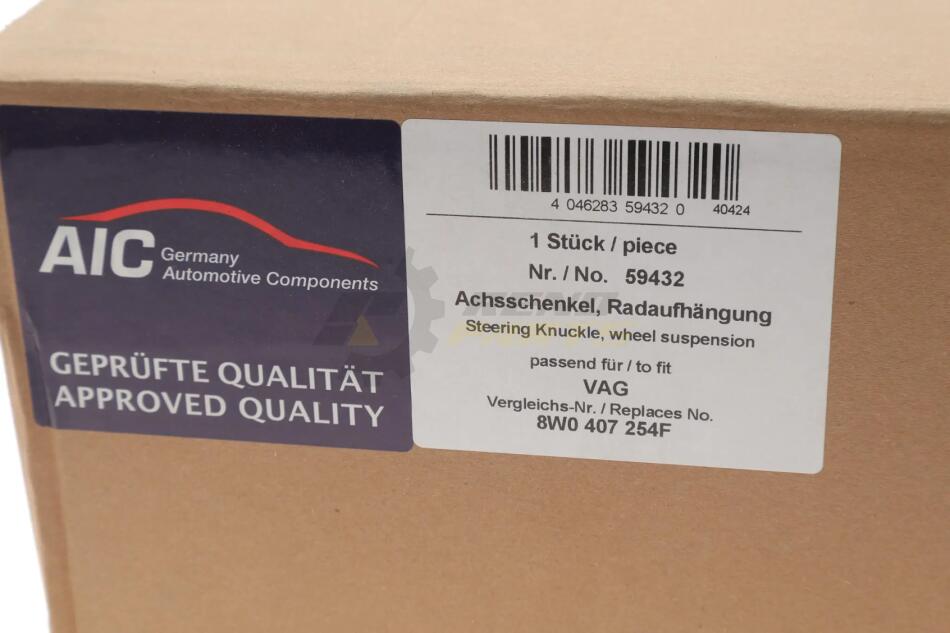 AIC Germany
Automotive Components
GEPRÜFTE QUALITÄT
APPROVED QUALITY
4 046283 59432 0 40424
1 Stück / piece
Nr. / No. 59432
Achsschenkel, Radaufhängung
Steering Knuckle, wheel suspension
passend für / to fit
VAG
Vergleichs-Nr. / Replaces No.
8W0 407 254F